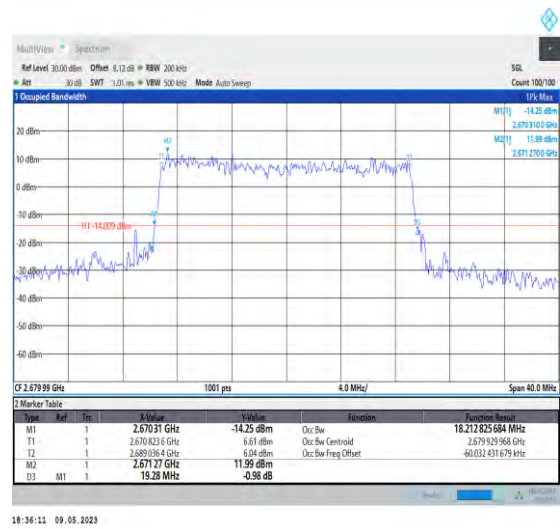 MultiView Spectrum
Ref Level 30.00 dBm Offset 8.12 dB RBW 200 kHz SGL
Att 30 dB SWT 1.01 ms VBW 500 kHz Mode Auto Sweep Count 100/100
1 Occupied Bandwidth 1Pk Max
M1[1] -14.25 dBm
2.670 310 0 GHz
M2[1] 11.99 dBm
2.671 270 0 GHz
20 dBm
M2
10 dBm
0 dBm
-10 dBm
H1 -14.009 dBm
-20 dBm
-30 dBm
-40 dBm
-50 dBm
-60 dBm
CF 2.679 99 GHz 1001 pts 4.0 MHz/ Span 40.0 MHz
2 Marker Table
Type Ref Trc X-Value Y-Value Function Function Result
M1 1 2.670 31 GHz -14.25 dBm Occ Bw 18.212 825 684 MHz
T1 1 2.670 823 6 GHz 6.61 dBm Occ Bw Centroid 2.679 929 968 GHz
T2 1 2.689 036 4 GHz 6.04 dBm Occ Bw Freq Offset -60.032 431 679 kHz
M2 1 2.671 27 GHz 11.99 dBm
D3 M1 1 19.28 MHz -0.98 dB
18:36:11 09.05.2023